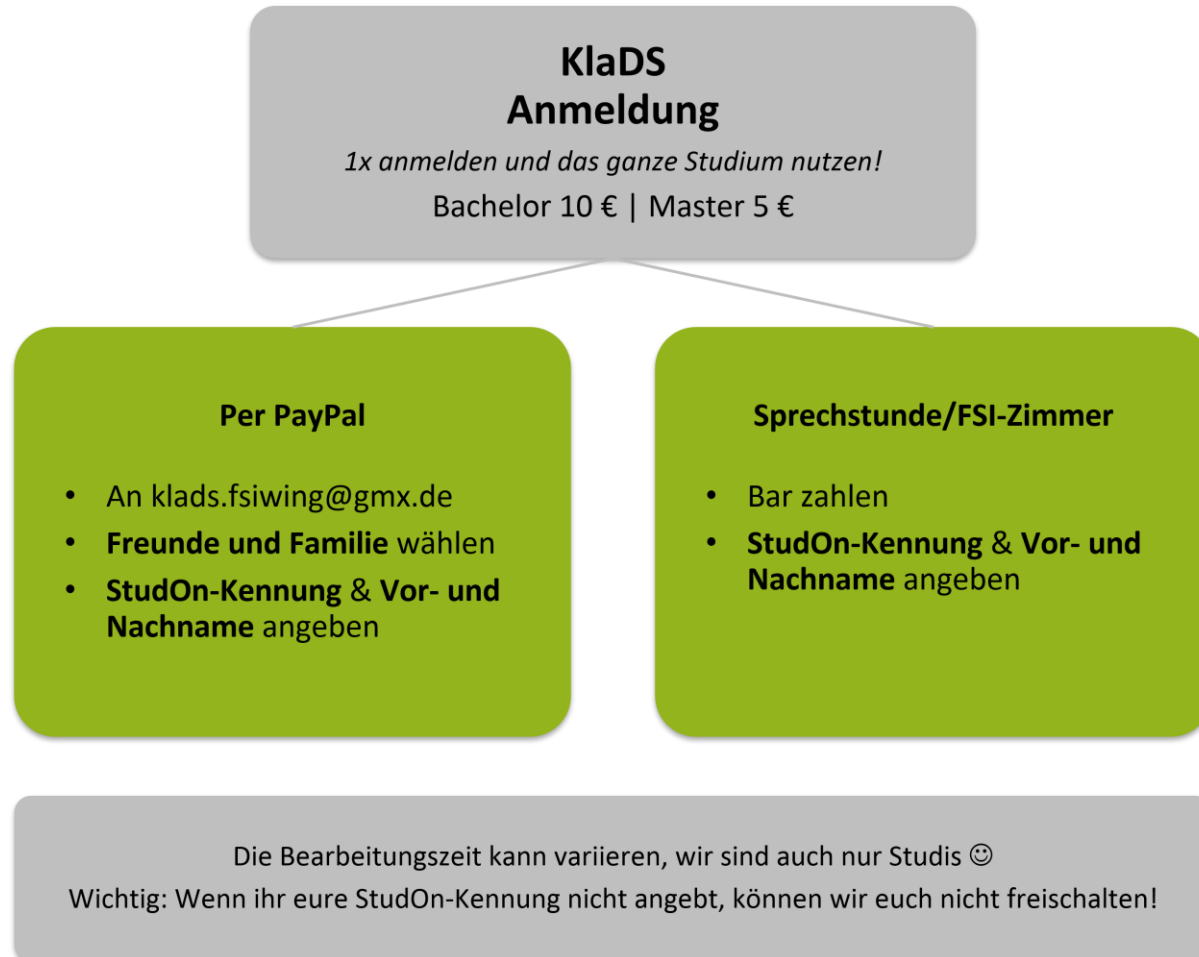 KlaDS
Anmeldung
1x anmelden und das ganze Studium nutzen!
Bachelor 10 € | Master 5 €
Per PayPal
• An klads.fsiwing@gmx.de
• Freunde und Familie wählen
• StudOn-Kennung & Vor- und
Nachname angeben
Sprechstunde/FSI-Zimmer
• Bar zahlen
• StudOn-Kennung & Vor- und
Nachname angeben
Die Bearbeitungszeit kann variieren, wir sind auch nur Studis ☺
Wichtig: Wenn ihr eure StudOn-Kennung nicht angebt, können wir euch nicht freischalten!